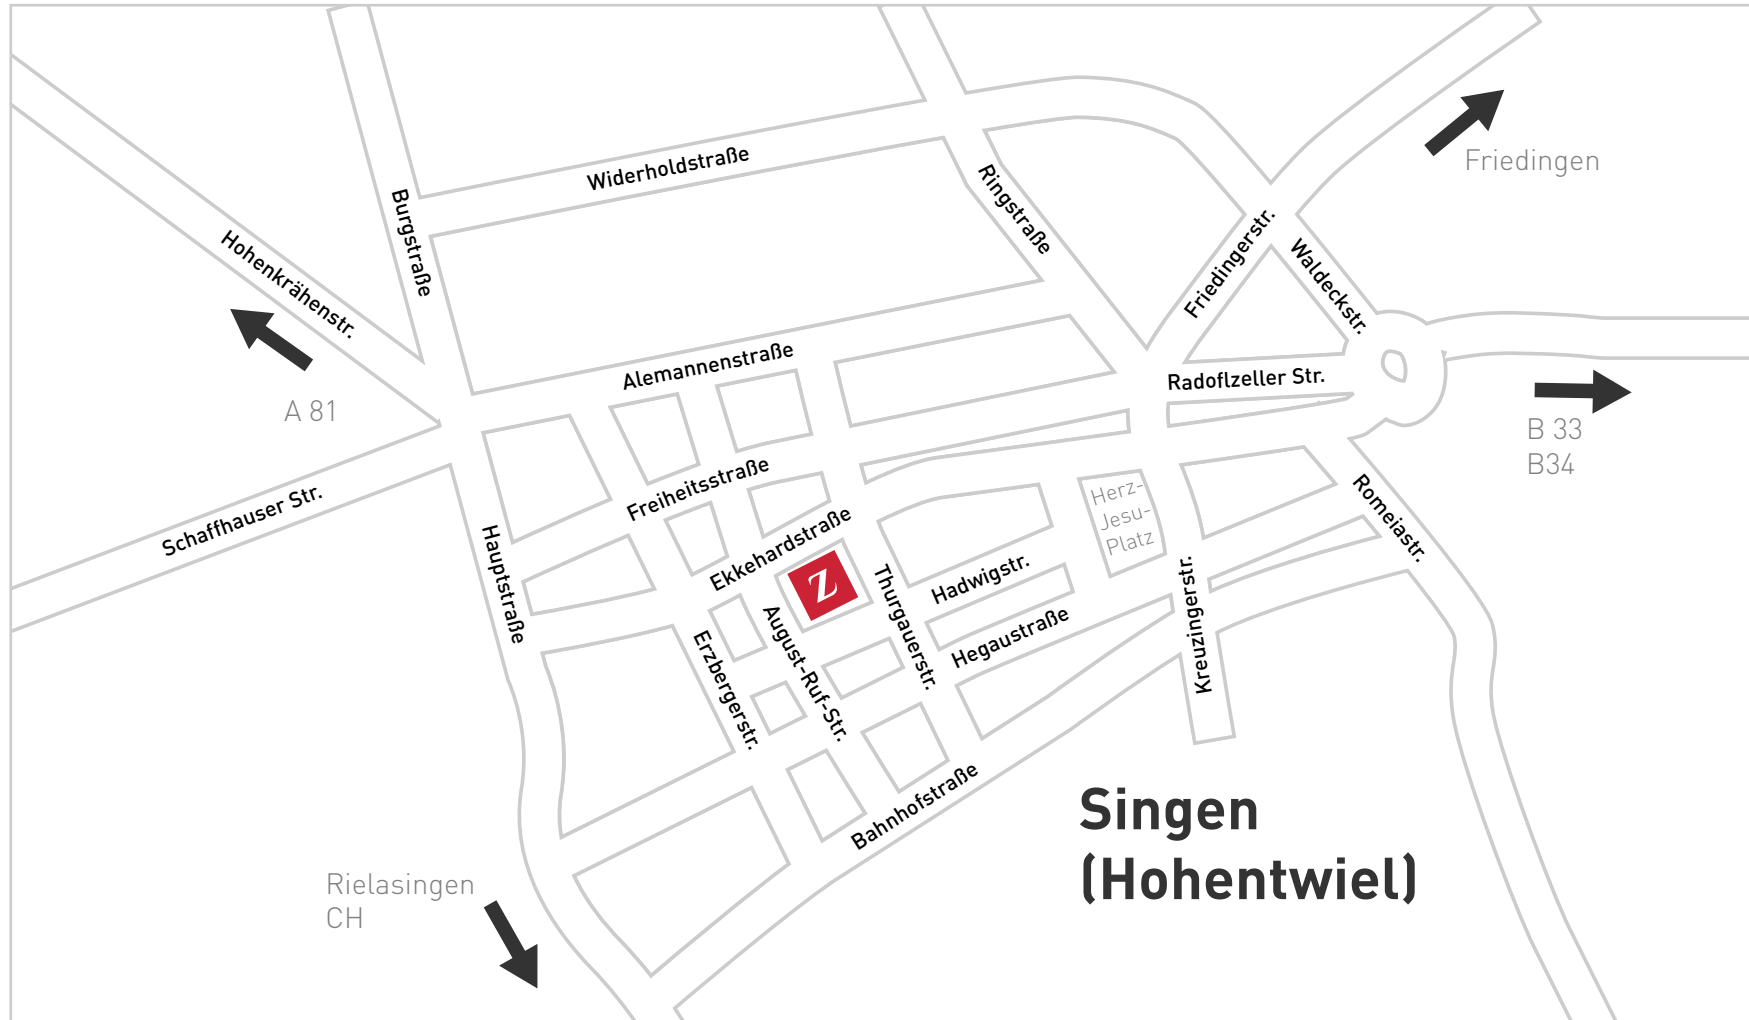 Widerholdstraße
Friedingen
Ringstraße
Burgstraße
Friedingerstr.
Hohenkrähenstr.
Waldeckstr.
Alemannenstraße
Radoflzeller Str.
A 81
B 33
B34
Freiheitsstraße
Schaffhauser Str.
Herz-
Jesu-
Platz
Romeiastr.
Ekkehardstraße
Hauptstraße
Z
Hadwigstr.
Thurgauerstr.
Hegaustraße
Kreuzingerstr.
August-Ruf-Str.
Erzbergerstr.
Bahnhofstraße
Singen
(Hohentwiel)
Rielasingen
CH